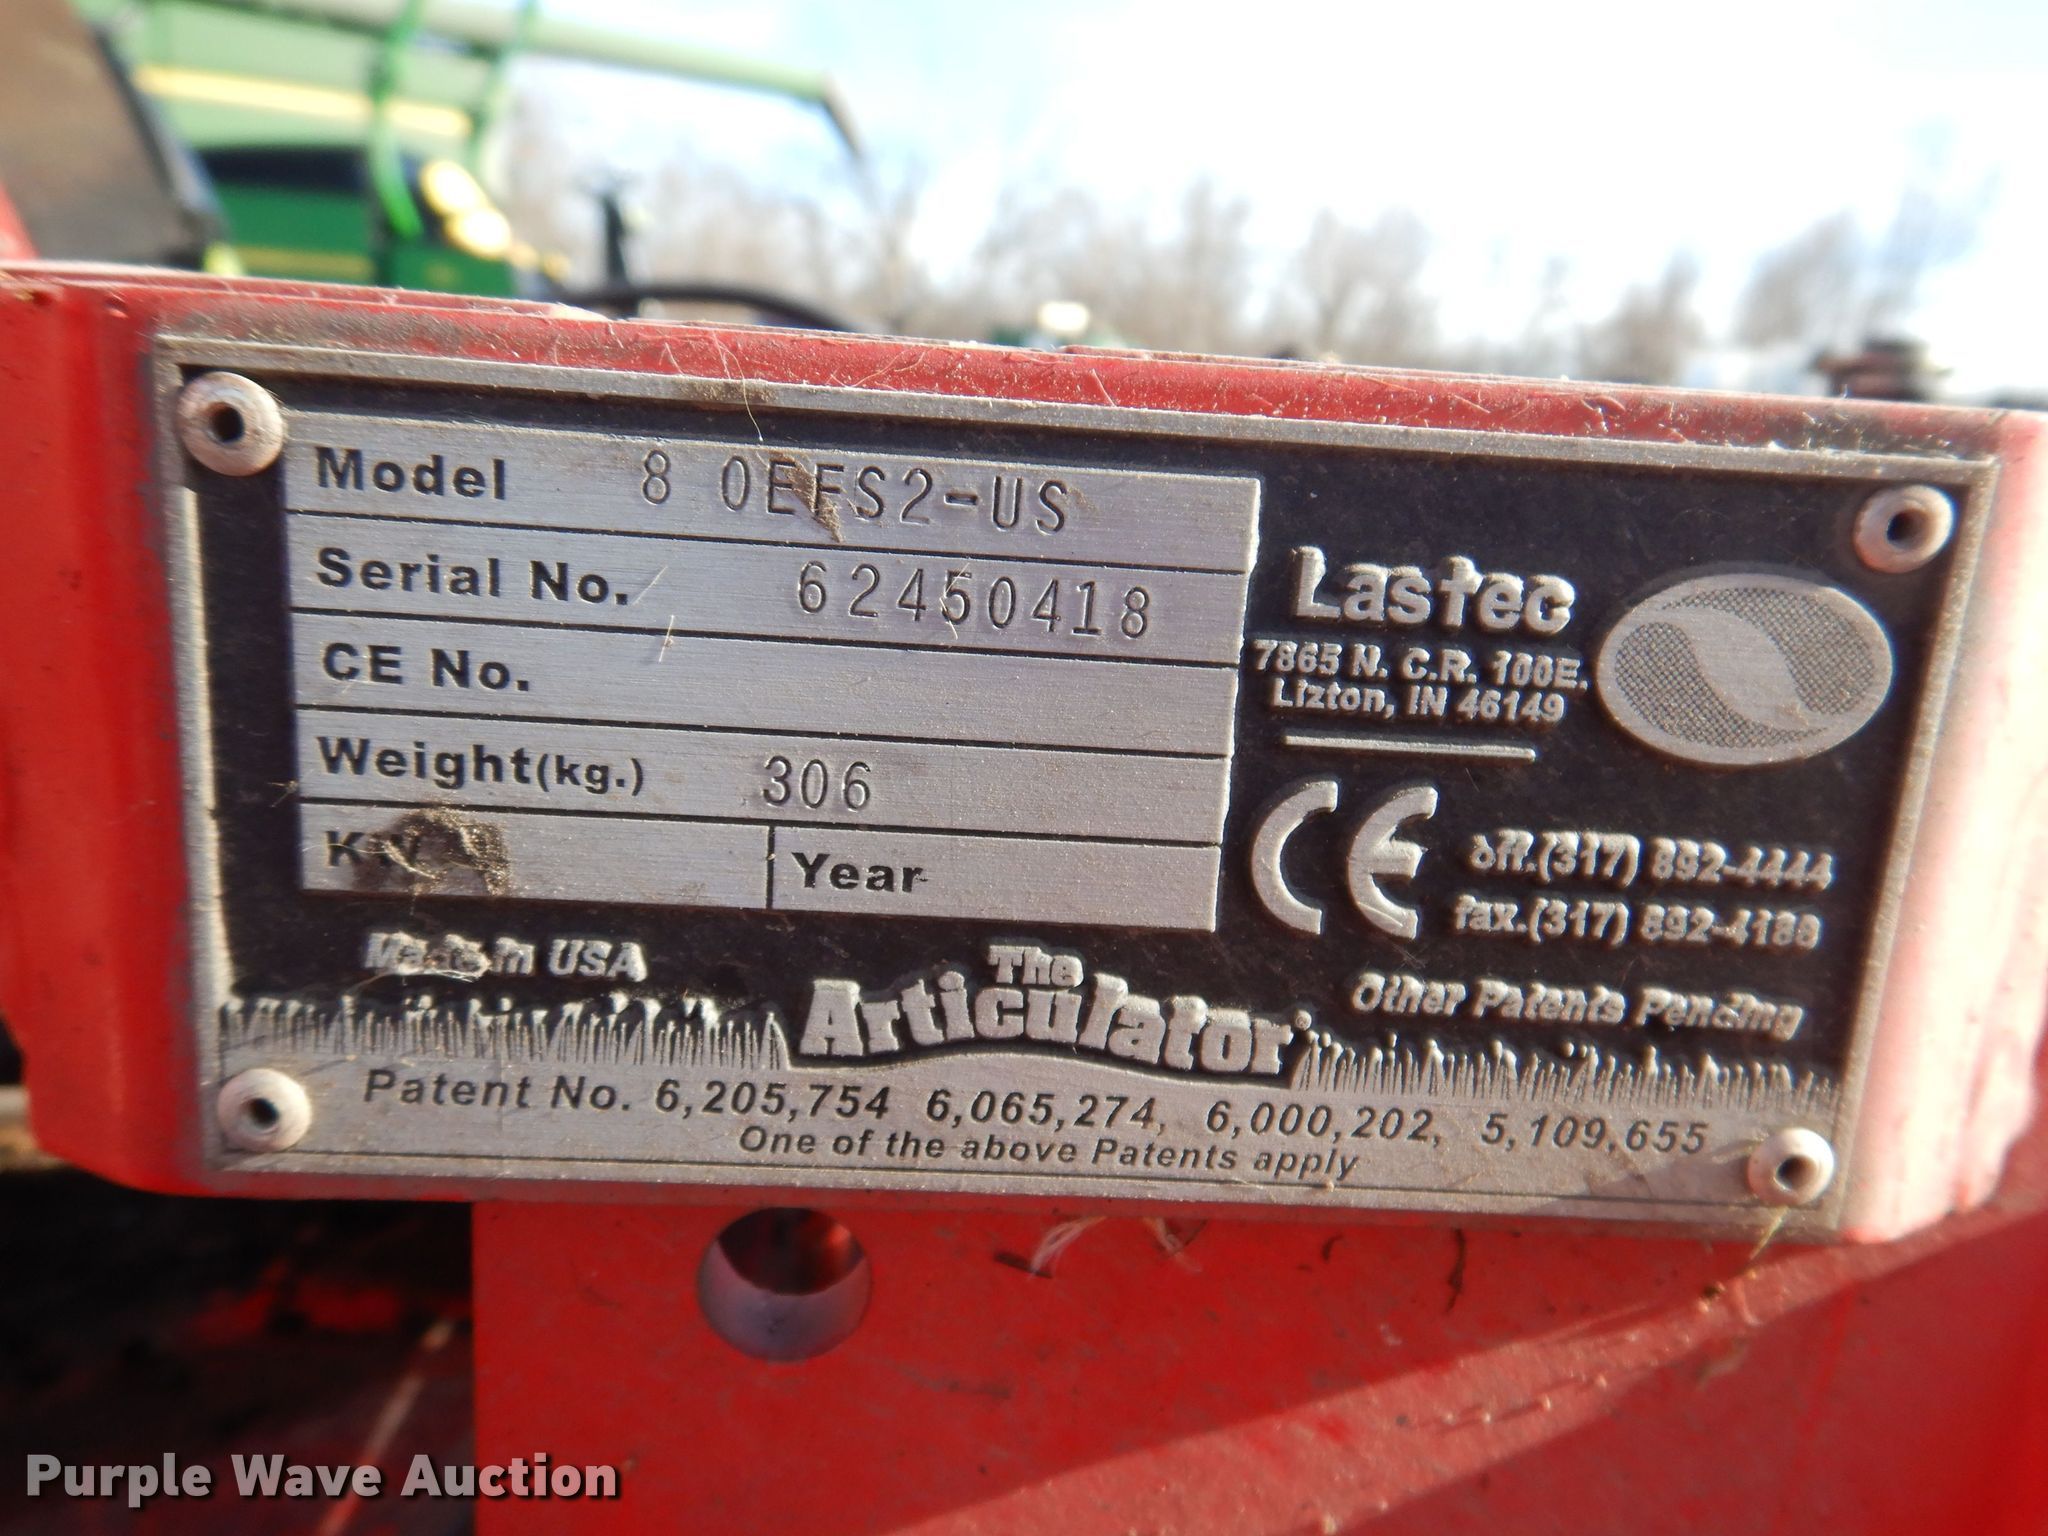 Model 8 0EFS2-US
Serial No. 62450418
CE No.
Weight(kg.) 306
KW
Year
Lastec
7865 N. C.R. 100E.
Lizton, IN 46149
CE
off.(317) 892-4444
fax.(317) 892-4188
Made in USA
The
Articulator
Other Patents Pending
Patent No. 6,205,754 6,065,274, 6,000,202, 5,109,655
One of the above Patents apply
Purple Wave Auction